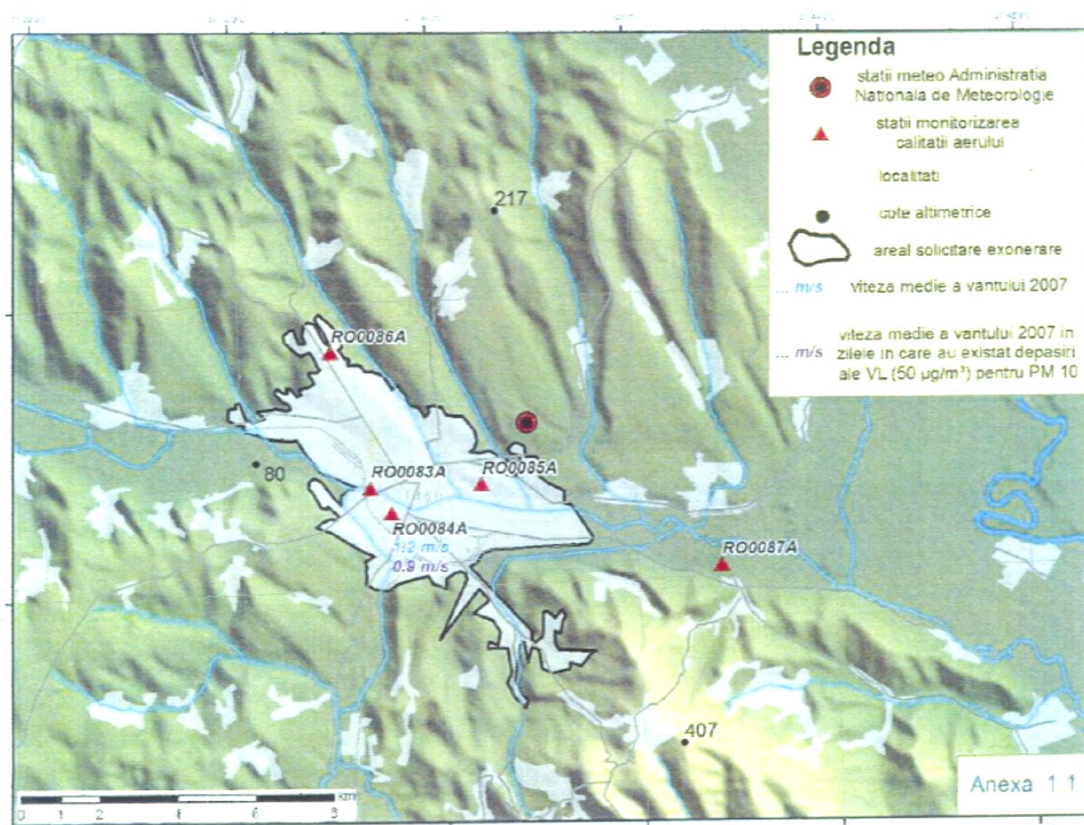 Legenda
statii meteo Administratia
Nationala de Meteorologie
statii monitorizarea
calitatii aerului
localitati
cote altimetrice
areal solicitare exonerare
... m/s viteza medie a vantului 2007
... m/s viteza medie a vantului 2007 in
zilele in care au existat depasiri
ale VL (50 µg/m³) pentru PM 10
217
RO0086A
80
RO0083A
RO0085A
RO0084A
1.2 m/s
0.9 m/s
RO0087A
407
Anexa 1.1
km
0 1 2 4 6 8